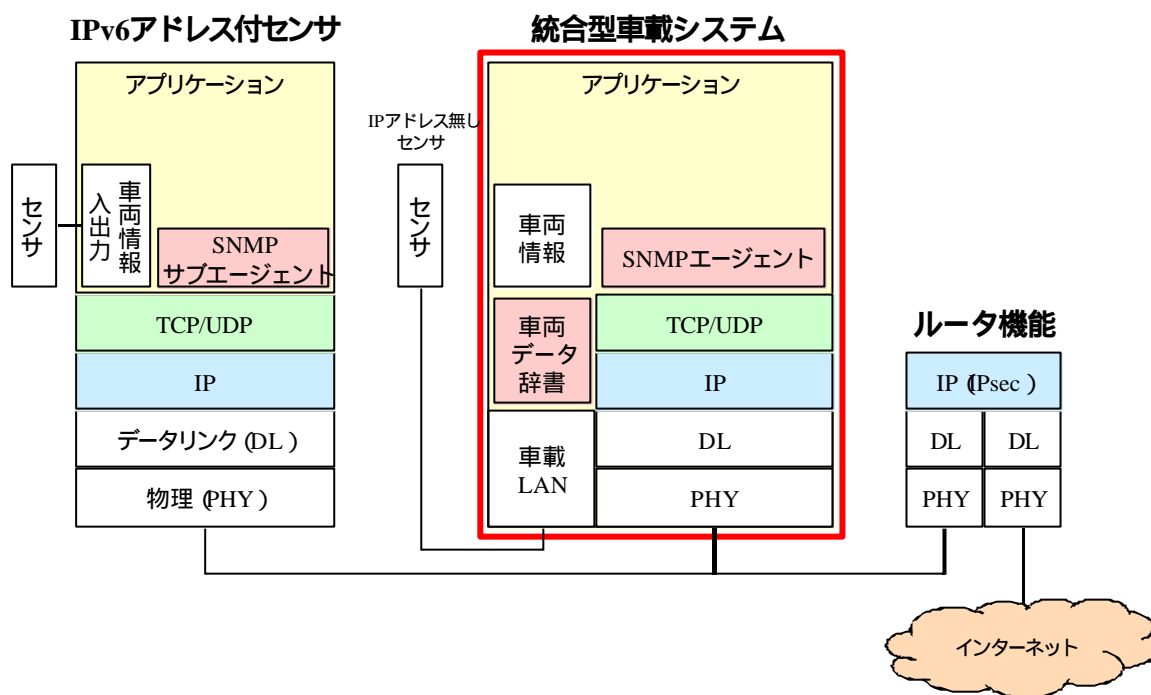 IPv6アドレス付センサ
アプリケーション
センサ
車両情報
入出力
SNMP
サブエージェント
TCP/UDP
IP
データリンク (DL )
物理 (PHY )
統合型車載システム
アプリケーション
IPアドレス無し
センサ
センサ
車両
情報
SNMPエージェント
車両
データ
辞書
TCP/UDP
IP
車載
LAN
DL
PHY
ルータ機能
IP (IPsec )
DL
DL
PHY
PHY
インターネット